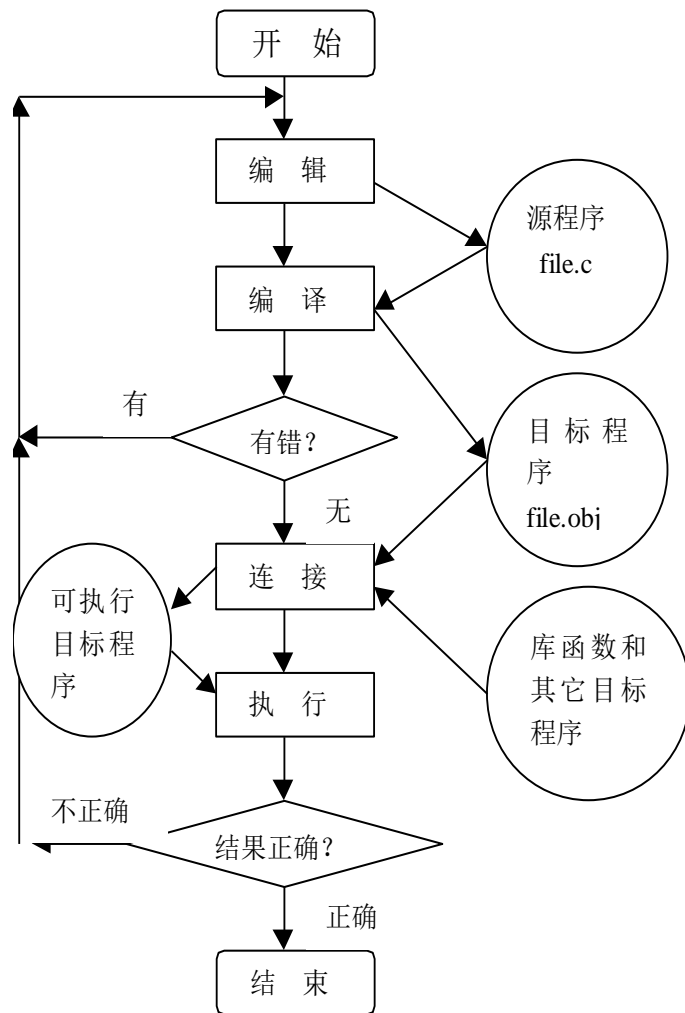 开 始
编 辑
源程序
file.c
编 译
有
有错？
目标程
序
file.obj
无
连 接
可执行
目标程
序
库函数和
其它目标
程序
执 行
不正确
结果正确？
正确
结 束